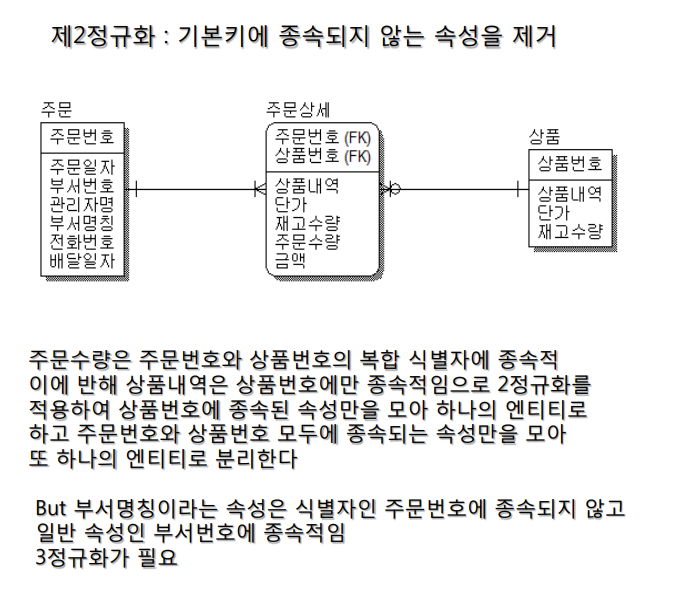 제2정규화 : 기본키에 종속되지 않는 속성을 제거
주문
주문번호
주문일자
부서번호
관리자명
부서명칭
전화번호
배달일자
주문상세
주문번호 (FK)
상품번호 (FK)
상품내역
단가
재고수량
주문수량
금액
상품
상품번호
상품내역
단가
재고수량
주문수량은 주문번호와 상품번호의 복합 식별자에 종속적
이에 반해 상품내역은 상품번호에만 종속적임으로 2정규화를
적용하여 상품번호에 종속된 속성만을 모아 하나의 엔티티로
하고 주문번호와 상품번호 모두에 종속되는 속성만을 모아
또 하나의 엔티티로 분리한다
But 부서명칭이라는 속성은 식별자인 주문번호에 종속되지 않고
일반 속성인 부서번호에 종속적임
3정규화가 필요